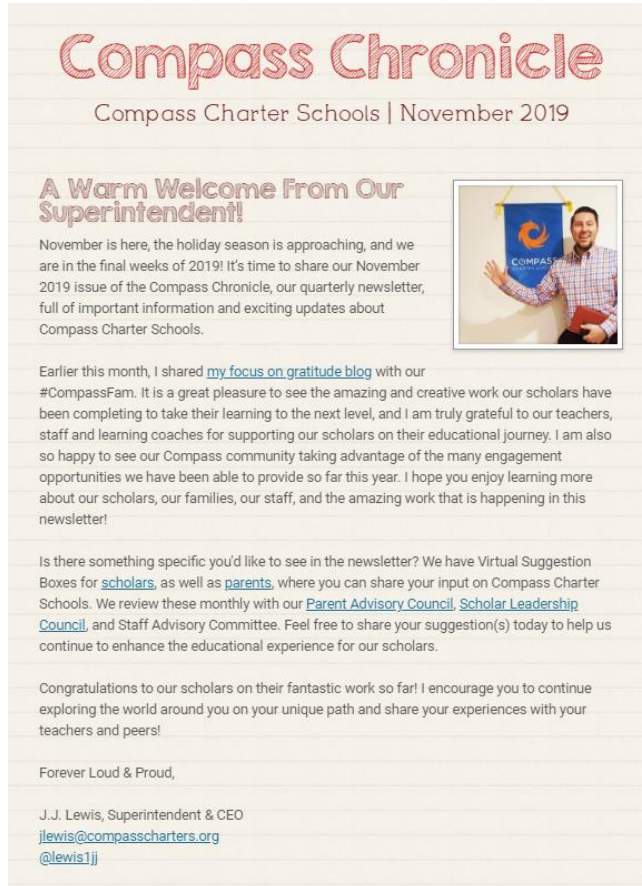 Compass Chronicle
Compass Charter Schools | November 2019
A Warm Welcome From Our
Superintendent!
COMPASS
November is here, the holiday season is approaching, and we
are in the final weeks of 2019! It's time to share our November
2019 issue of the Compass Chronicle, our quarterly newsletter,
full of important information and exciting updates about
Compass Charter Schools.
Earlier this month, I shared my focus on gratitude blog with our
#CompassFam. It is a great pleasure to see the amazing and creative work our scholars have
been completing to take their learning to the next level, and I am truly grateful to our teachers,
staff and learning coaches for supporting our scholars on their educational journey. I am also
so happy to see our Compass community taking advantage of the many engagement
opportunities we have been able to provide so far this year. I hope you enjoy learning more
about our scholars, our families, our staff, and the amazing work that is happening in this
newsletter!
Is there something specific you'd like to see in the newsletter? We have Virtual Suggestion
Boxes for scholars, as well as parents, where you can share your input on Compass Charter
Schools. We review these monthly with our Parent Advisory Council, Scholar Leadership
Council, and Staff Advisory Committee. Feel free to share your suggestion(s) today to help us
continue to enhance the educational experience for our scholars.
Congratulations to our scholars on their fantastic work so far! I encourage you to continue
exploring the world around you on your unique path and share your experiences with your
teachers and peers!
Forever Loud & Proud,
J.J. Lewis, Superintendent & CEO
jlewis@compasscharters.org
@lewis1jj